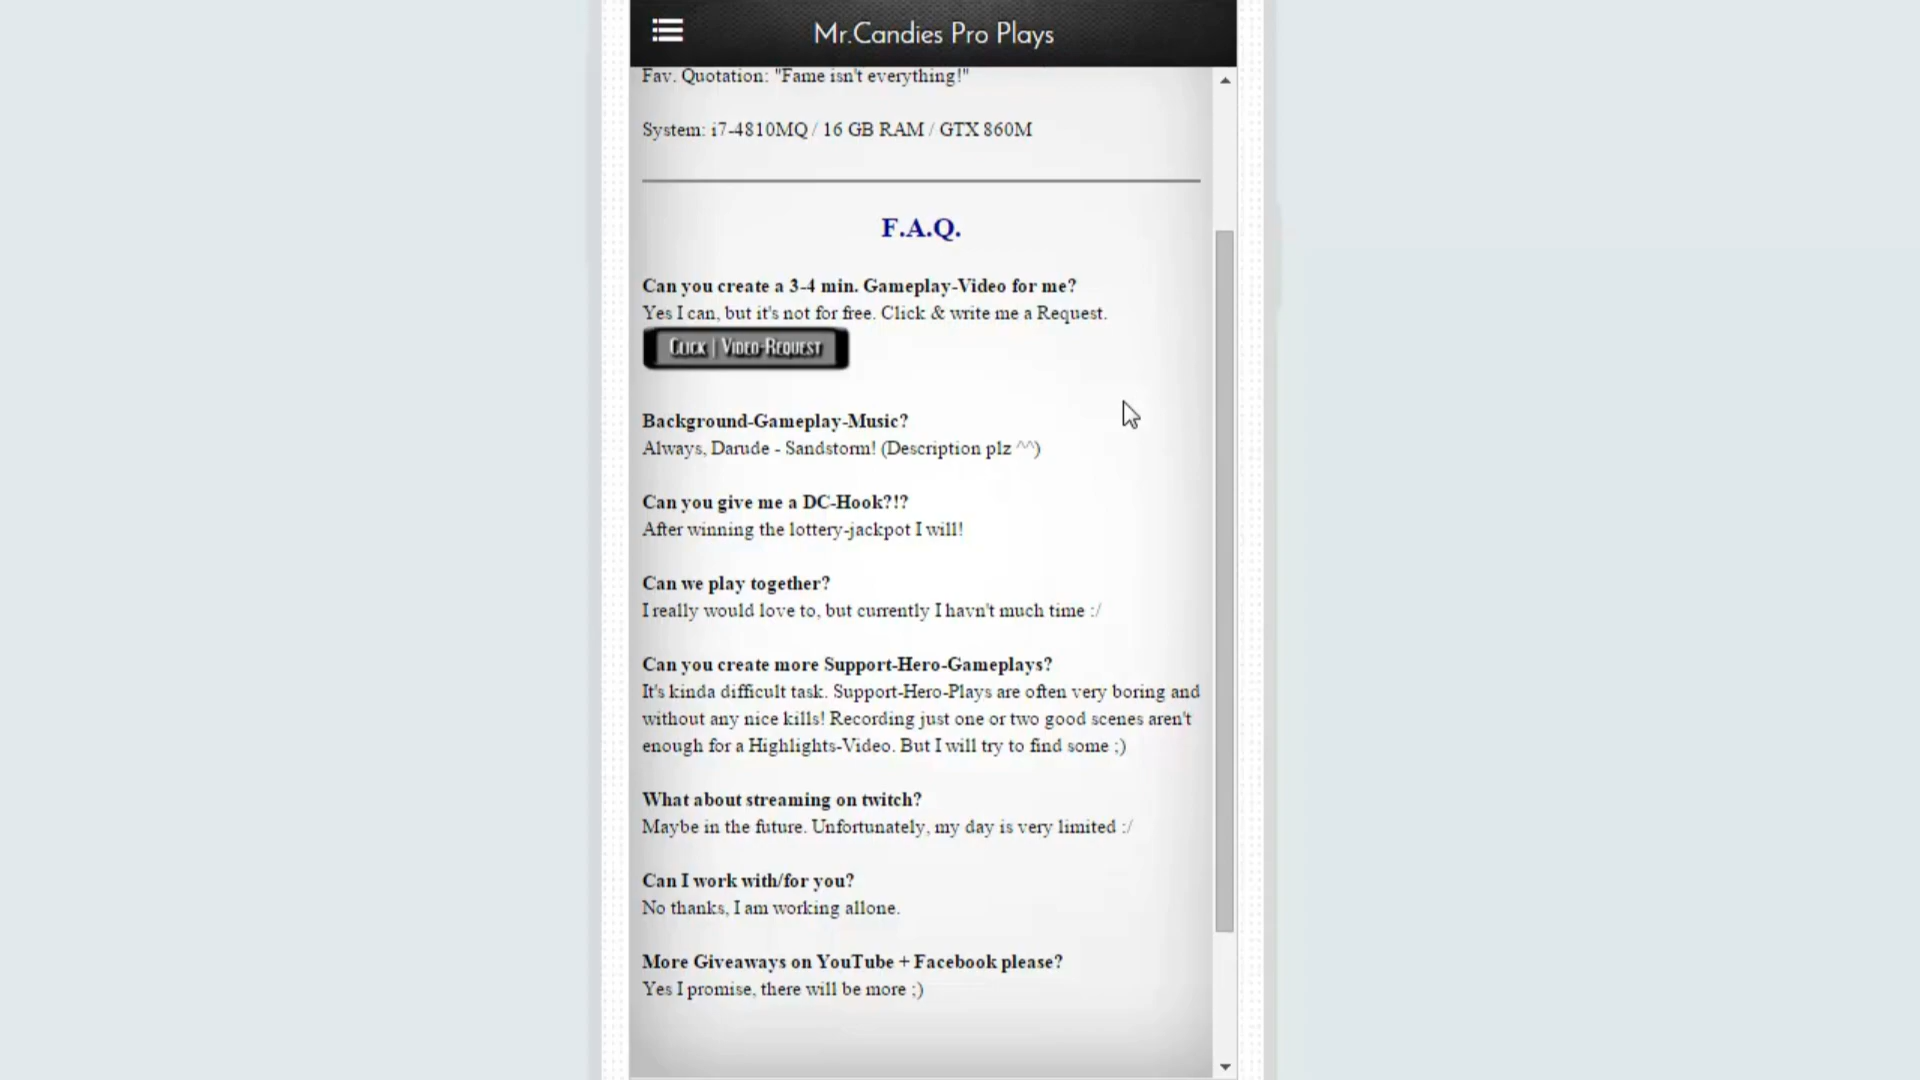 Mr.Candies Pro Plays
Fav. Quotation: "Fame isn't everything!"
System: i7-4810MQ / 16 GB RAM / GTX 860M
F.A.Q.
Can you create a 3-4 min. Gameplay-Video for me?
Yes I can, but it's not for free. Click & write me a Request.
Click | Video-Request
Background-Gameplay-Music?
Always, Darude - Sandstorm! (Description plz ^^)
Can you give me a DC-Hook?!?
After winning the lottery-jackpot I will!
Can we play together?
I really would love to, but currently I havn't much time :/
Can you create more Support-Hero-Gameplays?
It's kinda difficult task. Support-Hero-Plays are often very boring and
without any nice kills! Recording just one or two good scenes aren't
enough for a Highlights-Video. But I will try to find some ;)
What about streaming on twitch?
Maybe in the future. Unfortunately, my day is very limited :/
Can I work with/for you?
No thanks, I am working allone.
More Giveaways on YouTube + Facebook please?
Yes I promise, there will be more ;)